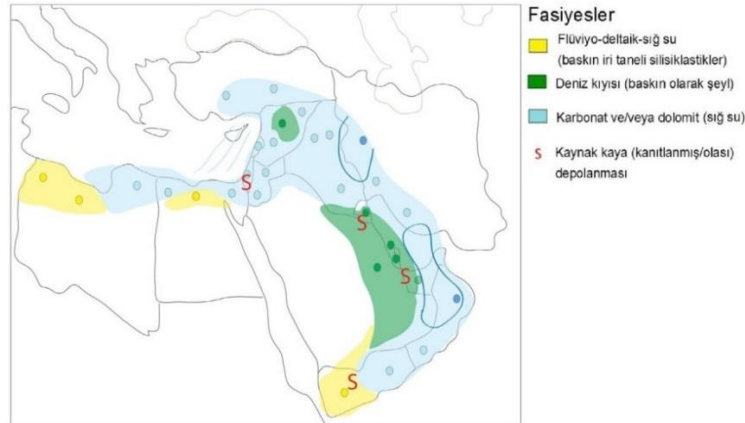 Fasiyesler
Flüviyo-deltaik-sığ su
(baskın iri taneli silisiklastikler)
Deniz kıyısı (baskın olarak şeyl)
Karbonat ve/veya dolomit (sığ su)
S Kaynak kaya (kanıtlanmış/olası)
depolanması
S
S
S
S